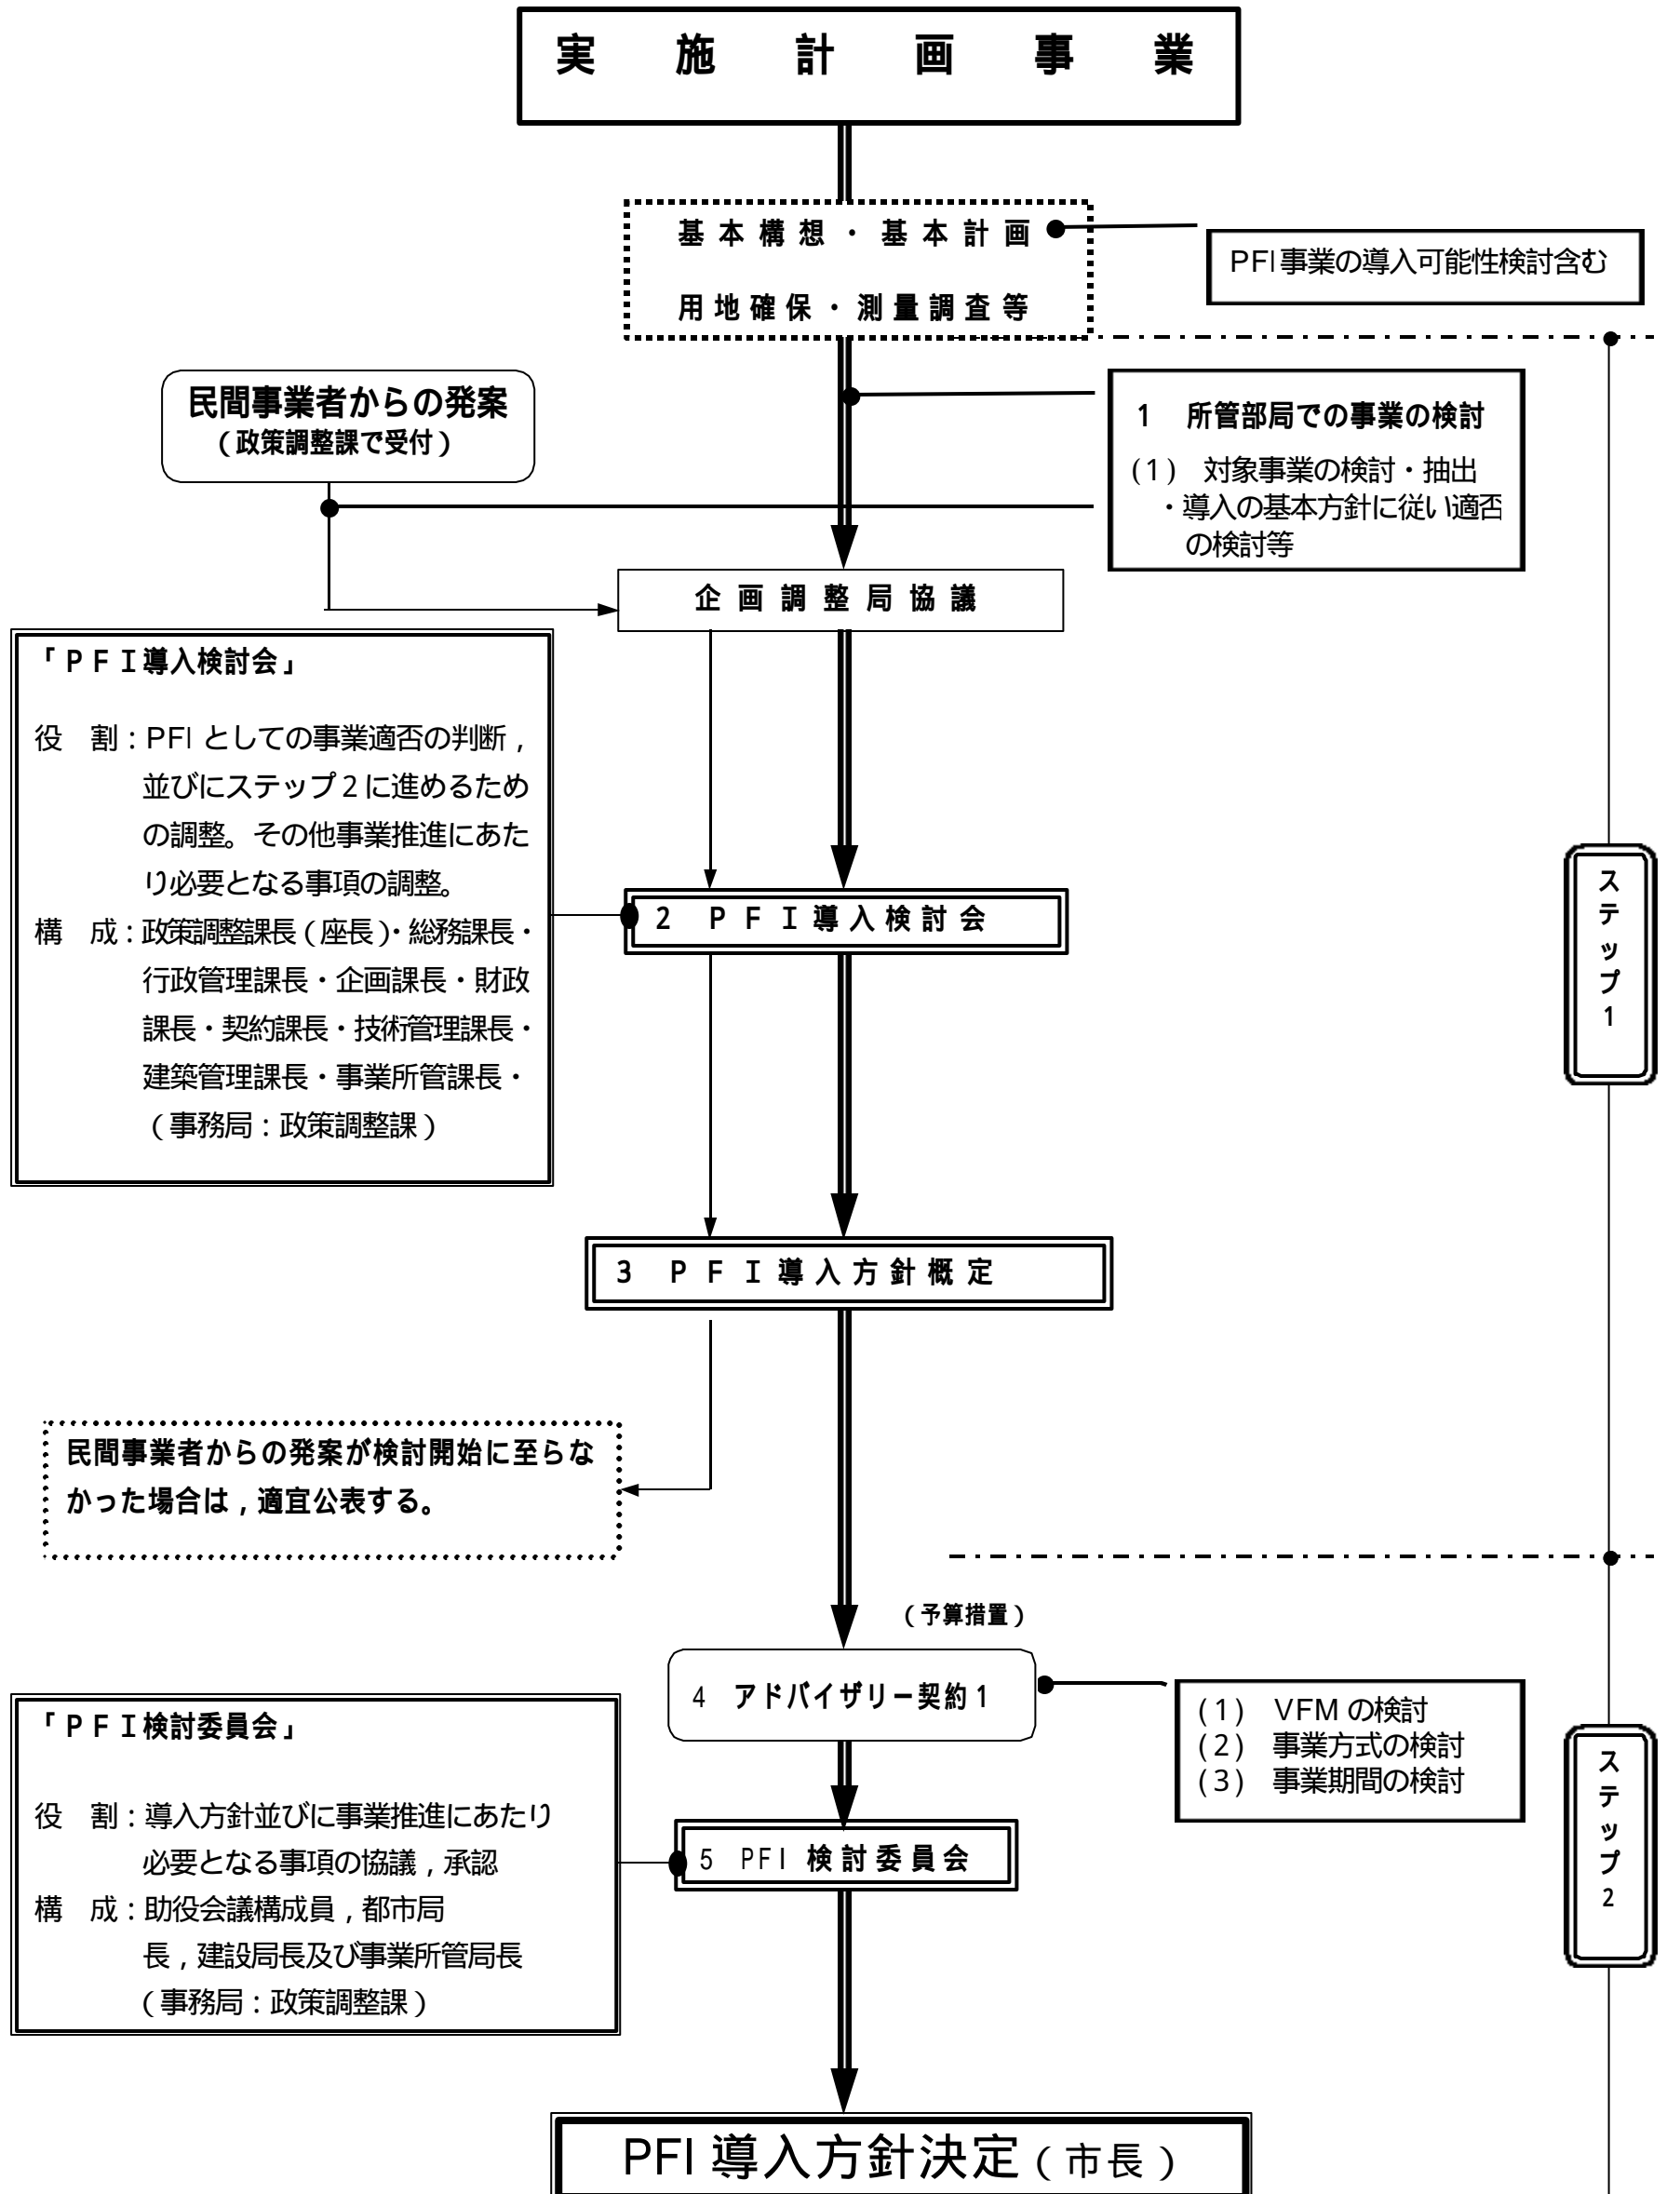 実施計画事業
基本構想・基本計画
用地確保・測量調査等
PFI事業の導入可能性検討含む
民間事業者からの発案
(政策調整課で受付)
1 所管部局での事業の検討
(1) 対象事業の検討・抽出
・導入の基本方針に従い適否
の検討等
企画調整局協議
「PFI導入検討会」
役 割:PFI としての事業適否の判断,
並びにステップ2に進めるため
の調整。その他事業推進にあた
り必要となる事項の調整。
構 成:政策調整課長(座長)・総務課長・
行政管理課長・企画課長・財政
課長・契約課長・技術管理課長・
建築管理課長・事業所管課長・
(事務局:政策調整課)
2 PFI導入検討会
ステップ1
3 PFI導入方針概定
民間事業者からの発案が検討開始に至らな
かった場合は,適宜公表する。
(予算措置)
4 アドバイザリー契約1
(1) VFM の検討
(2) 事業方式の検討
(3) 事業期間の検討
「PFI検討委員会」
役 割:導入方針並びに事業推進にあたり
必要となる事項の協議,承認
構 成:助役会議構成員,都市局
長,建設局長及び事業所管局長
(事務局:政策調整課)
5 PFI 検討委員会
ステップ2
PFI 導入方針決定(市長)